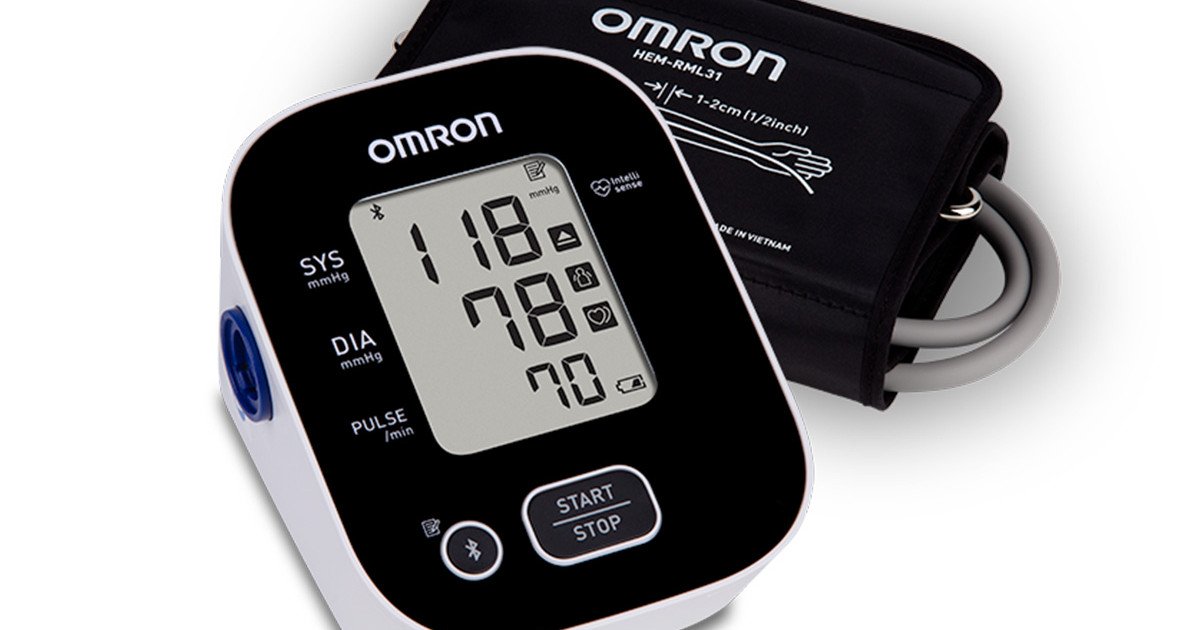 OMRON
HEM-RML31
1-2cm (1/2inch)
MADE IN VIETNAM
OMRON
Intelli
sense
mmHg
118
78
70
SYS
mmHg
DIA
mmHg
PULSE
/min
START
STOP